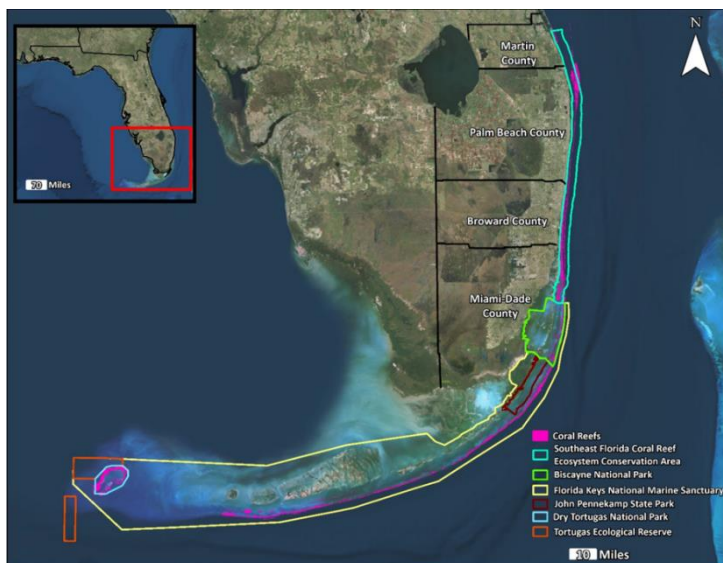 N
Martin
County
Palm Beach County
Broward County
Miami-Dade
County
70 Miles
Coral Reefs
Southeast Florida Coral Reef
Ecosystem Conservation Area
Biscayne National Park
Florida Keys National Marine Sanctuary
John Pennekamp State Park
Dry Tortugas National Park
Tortugas Ecological Reserve
10 Miles